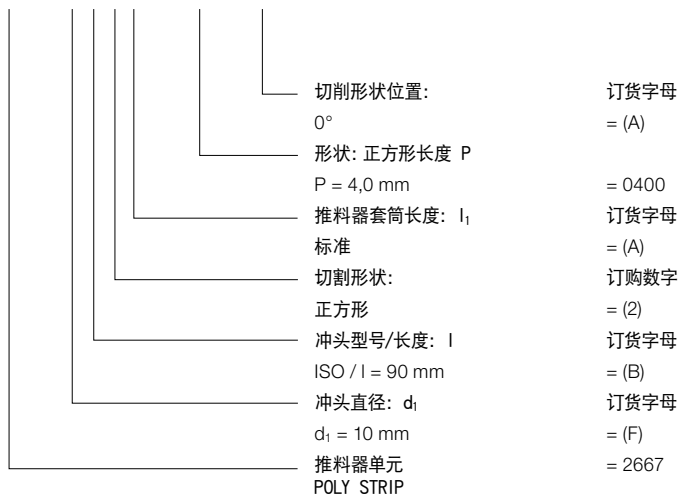 切削形状位置: 订货字母
0° = (A)
形状: 正方形长度 P
P = 4,0 mm = 0400
推料器套筒长度: l₁ 订货字母
标准 = (A)
切割形状: 订购数字
正方形 = (2)
冲头型号/长度: l 订货字母
ISO / l = 90 mm = (B)
冲头直径: d₁ 订货字母
d₁ = 10 mm = (F)
推料器单元 = 2667
POLY STRIP